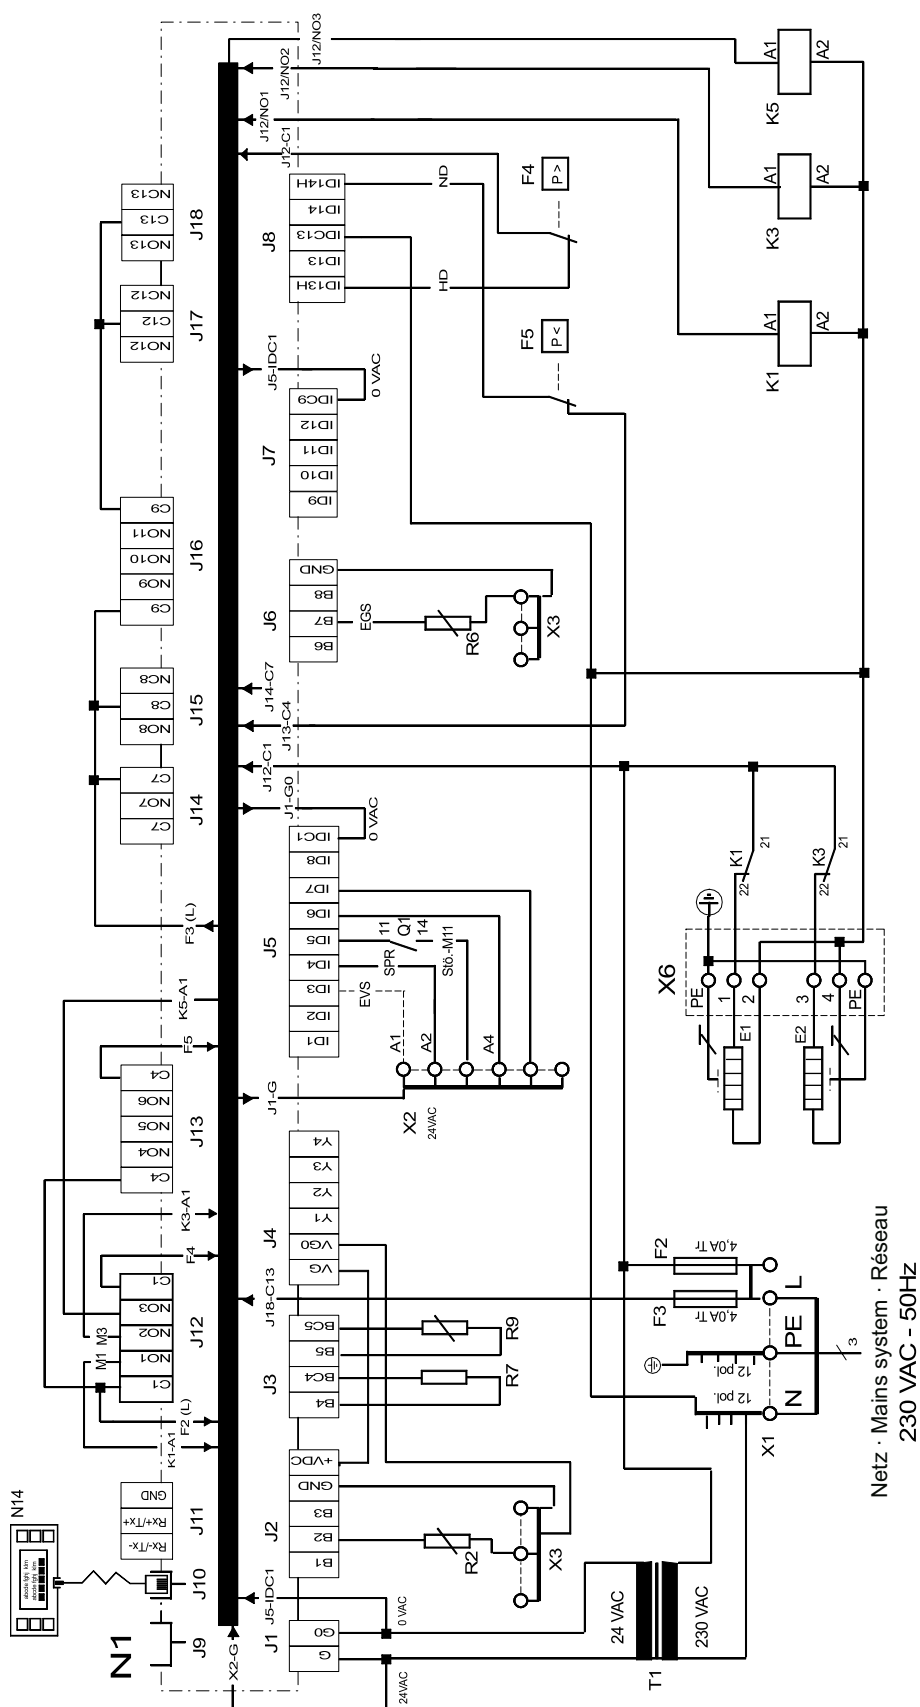 N1
N14
abcde fghj klm
abcde fghj klm
J9
J10
J11
Rx-/Tx-
Rx+/Tx+
GND
K1-A1
F2 (L)
M1
M3
J12
C1
NO1
NO2
NO3
C1
F4
K3-A1
J13
C4
NO4
NO5
NO6
C4
F5
K5-A1
F3 (L)
J14
C7
NO7
C7
J15
NO8
C8
NC8
J16
C9
NO9
NO10
NO11
C9
J17
NO12
C12
NC12
J18
NO13
C13
NC13
X2-G
J5-IDC1
J18-C13
J1-G
J1-G0
J12-C1
J13-C4
J14-C7
J5-IDC1
J12-C1
J12/NO1
J12/NO2
J12/NO3
J1
G
G0
24VAC
0 VAC
J2
B1
B2
B3
GND
+VDC
R2
X3
J3
B4
BC4
B5
BC5
R7
R9
J4
VG
VG0
Y1
Y2
Y3
Y4
J5
ID1
ID2
ID3
ID4
ID5
ID6
ID7
ID8
IDC1
0 VAC
EVS
SPR
11
Q1
14
Stö.-M11
A1
A2
A4
X2
24VAC
J6
B6
B7
B8
GND
EGS
R6
X3
J7
ID9
ID10
ID11
ID12
IDC9
0 VAC
J8
ID13H
ID13
IDC13
ID14
ID14H
HD
ND
F5
P<
F4
P>
T1
24 VAC
230 VAC
X1
N
PE
L
12 pol.
12 pol.
F3
4,0A Tr
F2
4,0A Tr
3
Netz · Mains system · Réseau
230 VAC - 50Hz
X6
PE
1
2
3
4
PE
E1
E2
K1
22
21
K3
22
21
K1
A1
A2
K3
A1
A2
K5
A1
A2